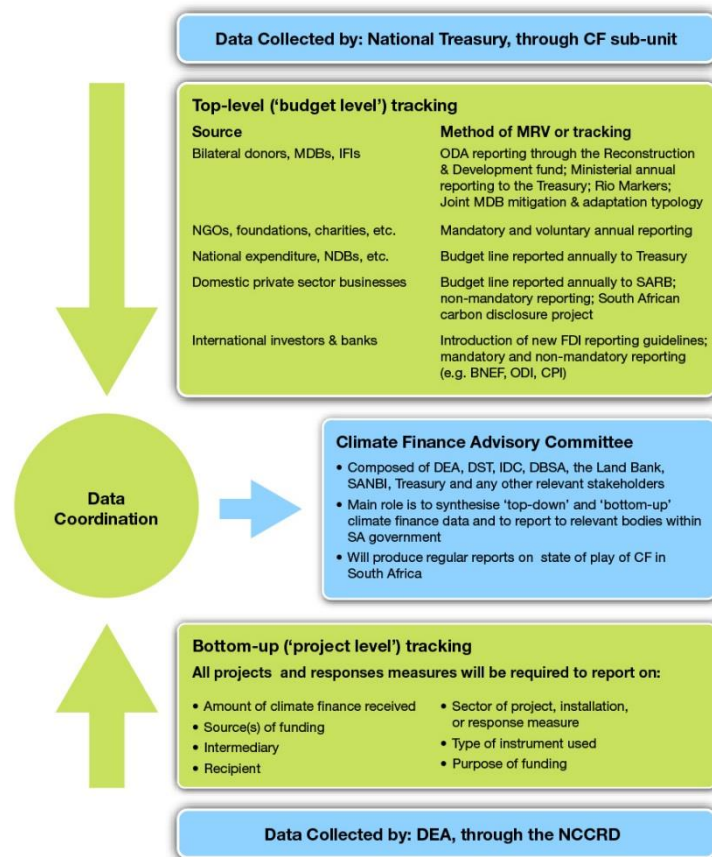 Data Collected by: National Treasury, through CF sub-unit
Top-level (‘budget level’) tracking
Source
Method of MRV or tracking
Bilateral donors, MDBs, IFIs
ODA reporting through the Reconstruction
& Development fund; Ministerial annual
reporting to the Treasury; Rio Markers;
Joint MDB mitigation & adaptation typology
NGOs, foundations, charities, etc.
Mandatory and voluntary annual reporting
National expenditure, NDBs, etc.
Budget line reported annually to Treasury
Domestic private sector businesses
Budget line reported annually to SARB;
non-mandatory reporting; South African
carbon disclosure project
International investors & banks
Introduction of new FDI reporting guidelines;
mandatory and non-mandatory reporting
(e.g. BNEF, ODI, CPI)
Data
Coordination
Climate Finance Advisory Committee
• Composed of DEA, DST, IDC, DBSA, the Land Bank,
SANBI, Treasury and any other relevant stakeholders
• Main role is to synthesise ‘top-down’ and ‘bottom-up’
climate finance data and to report to relevant bodies within
SA government
• Will produce regular reports on state of play of CF in
South Africa
Bottom-up (‘project level’) tracking
All projects and responses measures will be required to report on:
• Amount of climate finance received
• Source(s) of funding
• Intermediary
• Recipient
• Sector of project, installation,
or response measure
• Type of instrument used
• Purpose of funding
Data Collected by: DEA, through the NCCRD